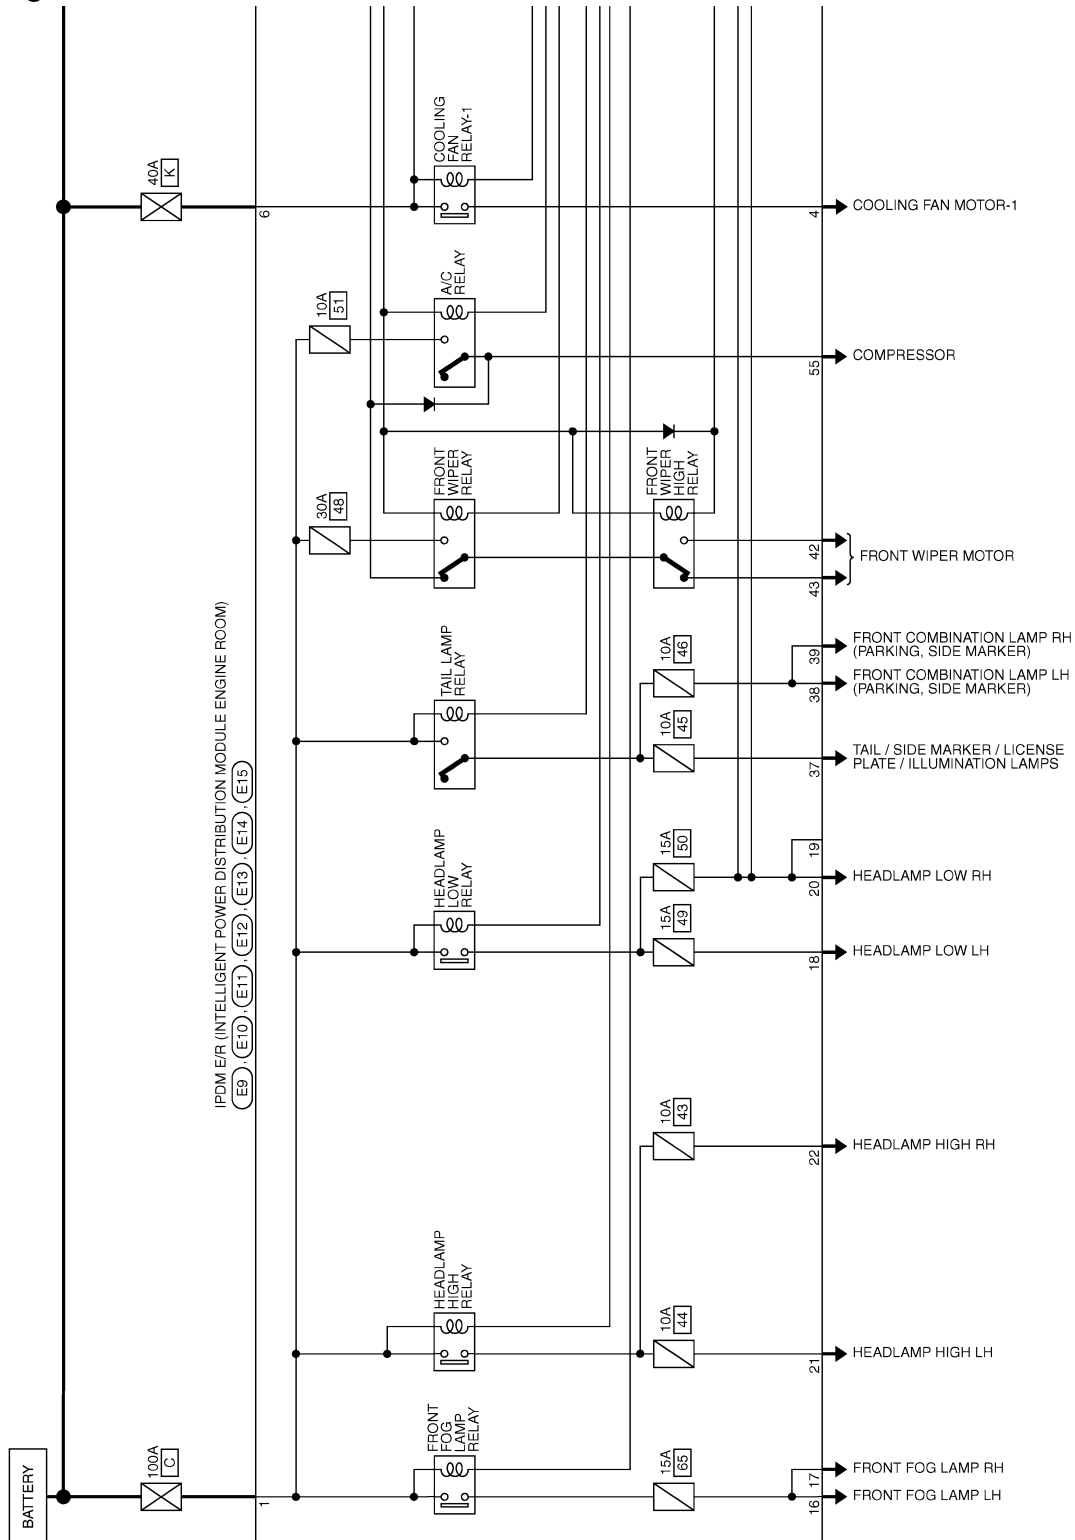 40A
K
6
COOLING
FAN
RELAY-1
4
COOLING FAN MOTOR-1
10A
51
A/C
RELAY
55
COMPRESSOR
30A
48
FRONT
WIPER
RELAY
FRONT
WIPER
HIGH
RELAY
42
43
FRONT WIPER MOTOR
IPDM E/R (INTELLIGENT POWER DISTRIBUTION MODULE ENGINE ROOM)
E9 , E10 , E11 , E12 , E13 , E14 , E15
TAIL LAMP
RELAY
10A
46
39
FRONT COMBINATION LAMP RH
(PARKING, SIDE MARKER)
38
FRONT COMBINATION LAMP LH
(PARKING, SIDE MARKER)
10A
45
37
TAIL / SIDE MARKER / LICENSE
PLATE / ILLUMINATION LAMPS
HEADLAMP
LOW
RELAY
15A
50
19
20
HEADLAMP LOW RH
15A
49
18
HEADLAMP LOW LH
10A
43
22
HEADLAMP HIGH RH
HEADLAMP
HIGH
RELAY
10A
44
21
HEADLAMP HIGH LH
BATTERY
100A
C
1
FRONT
FOG
LAMP
RELAY
15A
65
17
FRONT FOG LAMP RH
16
FRONT FOG LAMP LH